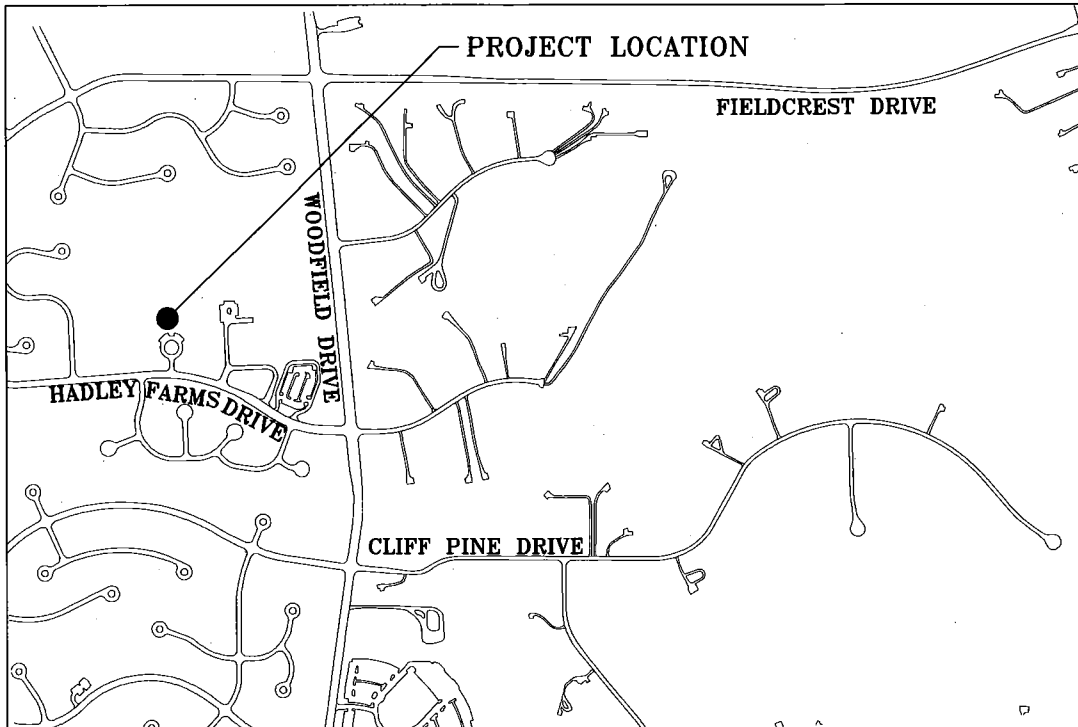 PROJECT LOCATION
FIELDCREST DRIVE
WOODFIELD DRIVE
HADLEY FARMS DRIVE
CLIFF PINE DRIVE